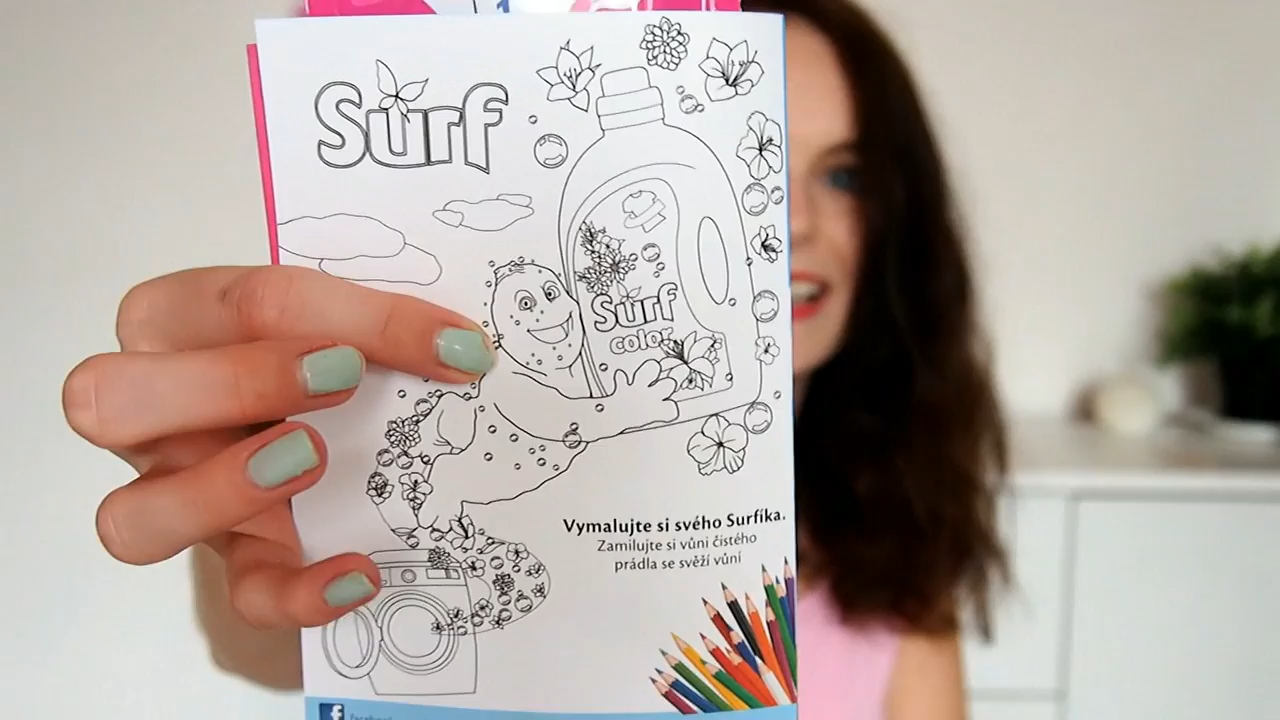 Surf
Surf
color
Vymalujte si svého Surfíka.
Zamilujte si vůni čistého
prádla se svěží vůní
f